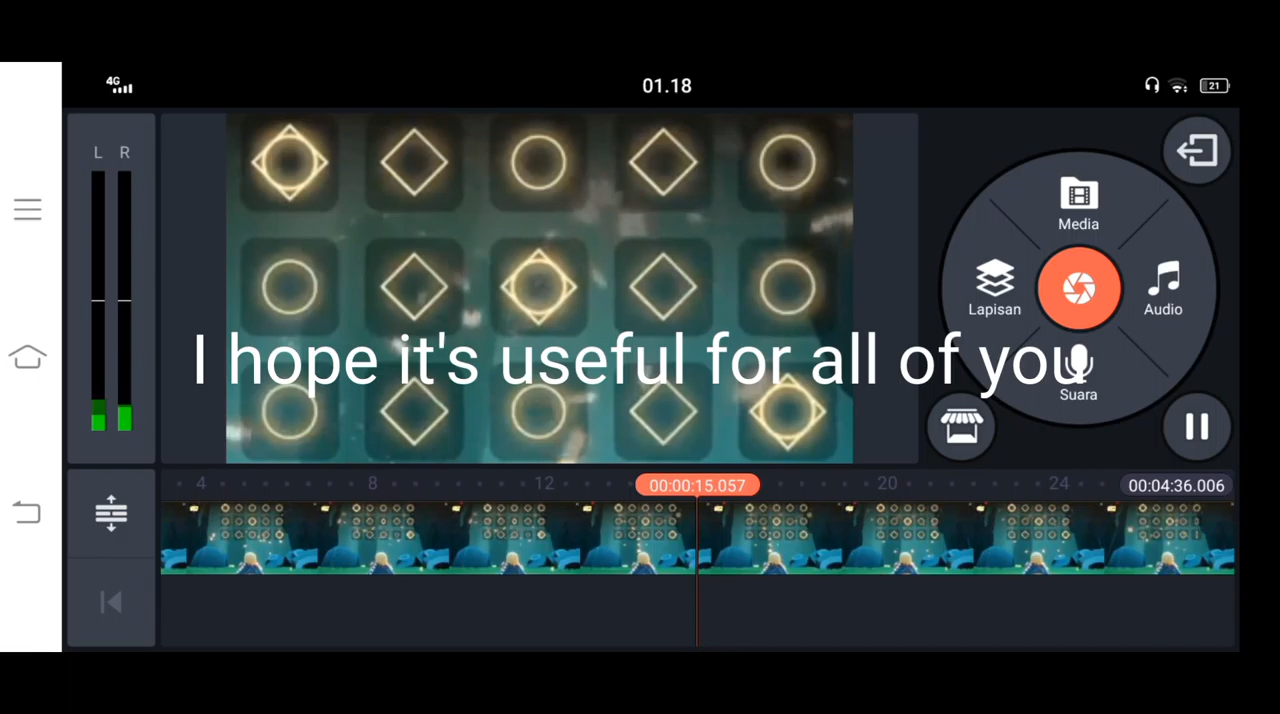 4G
01.18
21
L R
Media
Lapisan
Audio
I hope it's useful for all of you
Suara
4 8 12 00:00:15.057 20 24 00:04:36.006